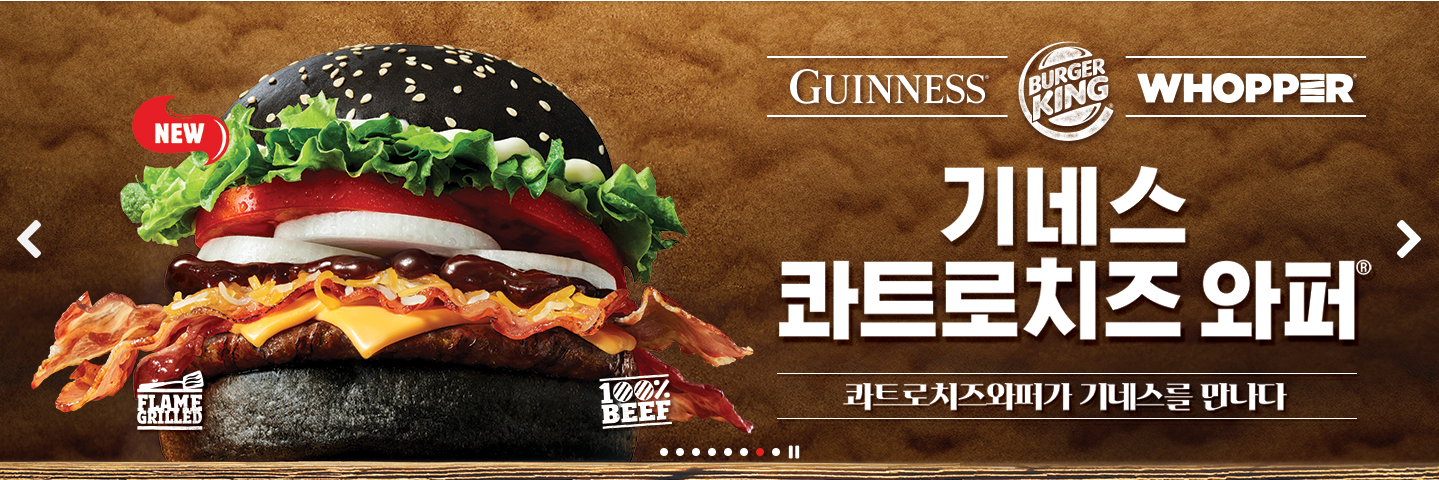 NEW
FLAME
GRILLED
100%
BEEF
GUINNESS
BURGER
KING
WHOPPER
기네스
콰트로치즈 와퍼®
콰트로치즈와퍼가 기네스를 만나다